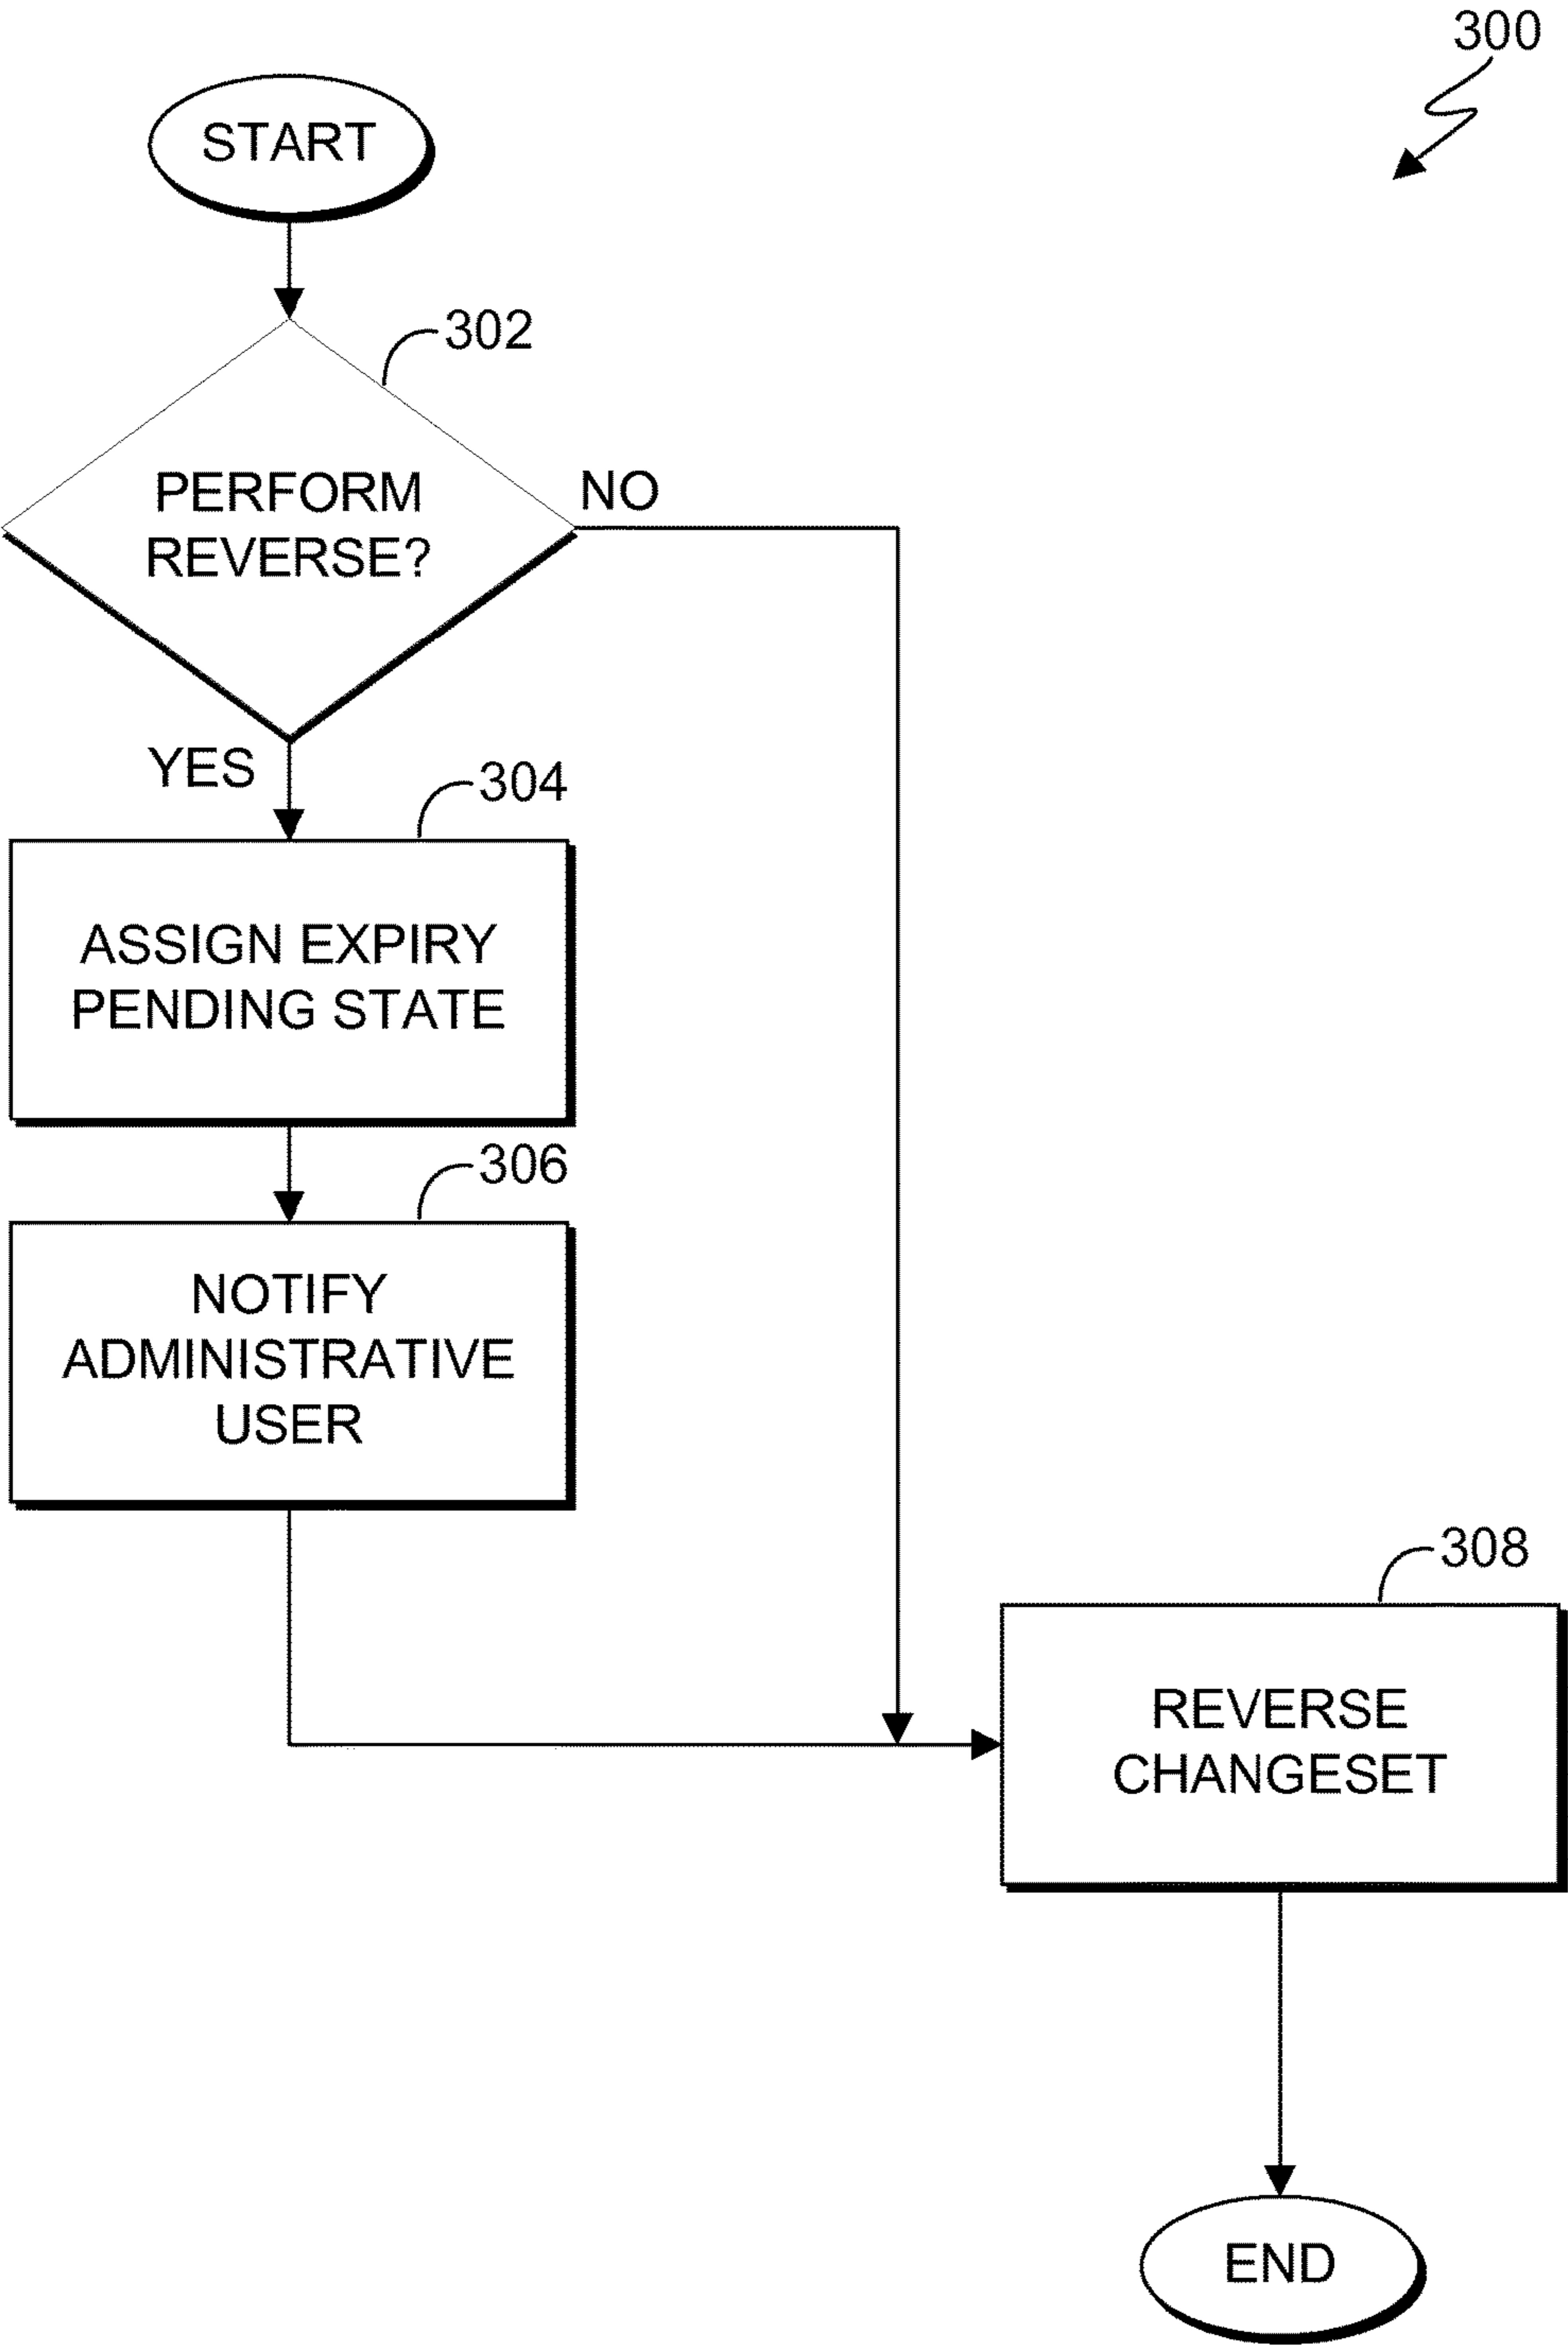 300
START
302
PERFORM
REVERSE?
NO
YES
304
ASSIGN EXPIRY
PENDING STATE
306
NOTIFY
ADMINISTRATIVE
USER
308
REVERSE
CHANGESET
END